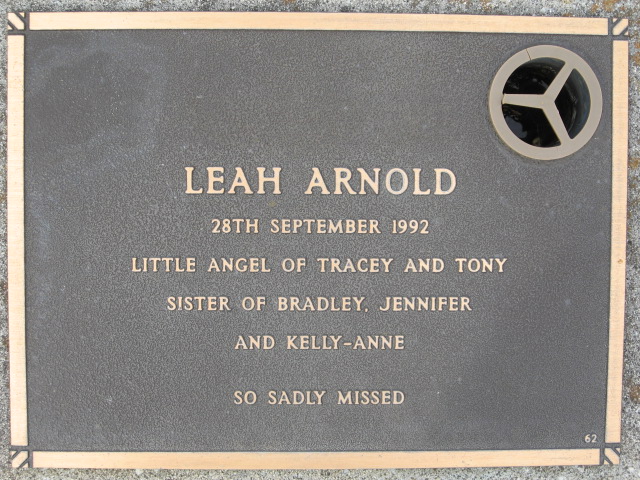 LEAH ARNOLD
28TH SEPTEMBER 1992
LITTLE ANGEL OF TRACEY AND TONY
SISTER OF BRADLEY, JENNIFER
AND KELLY-ANNE
SO SADLY MISSED
62